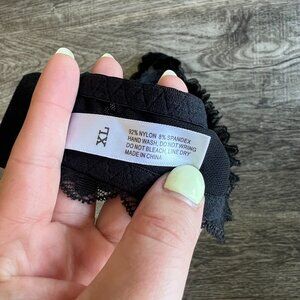 XL
92% NYLON 8% SPANDEX
HAND WASH, DO NOT WRING
DO NOT BLEACH, LINE DRY
MADE IN CHINA